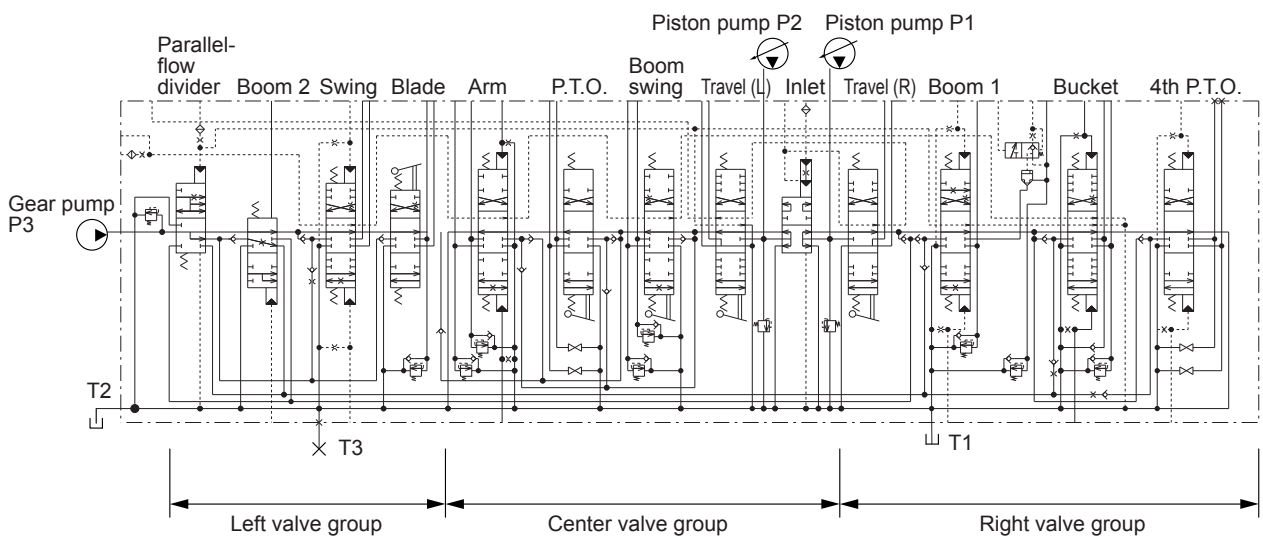 Piston pump P2
Piston pump P1
Parallel-
flow
divider
Boom 2
Swing
Blade
Arm
P.T.O.
Boom
swing
Travel (L)
Inlet
Travel (R)
Boom 1
Bucket
4th P.T.O.
Gear pump
P3
T2
T3
T1
Left valve group
Center valve group
Right valve group